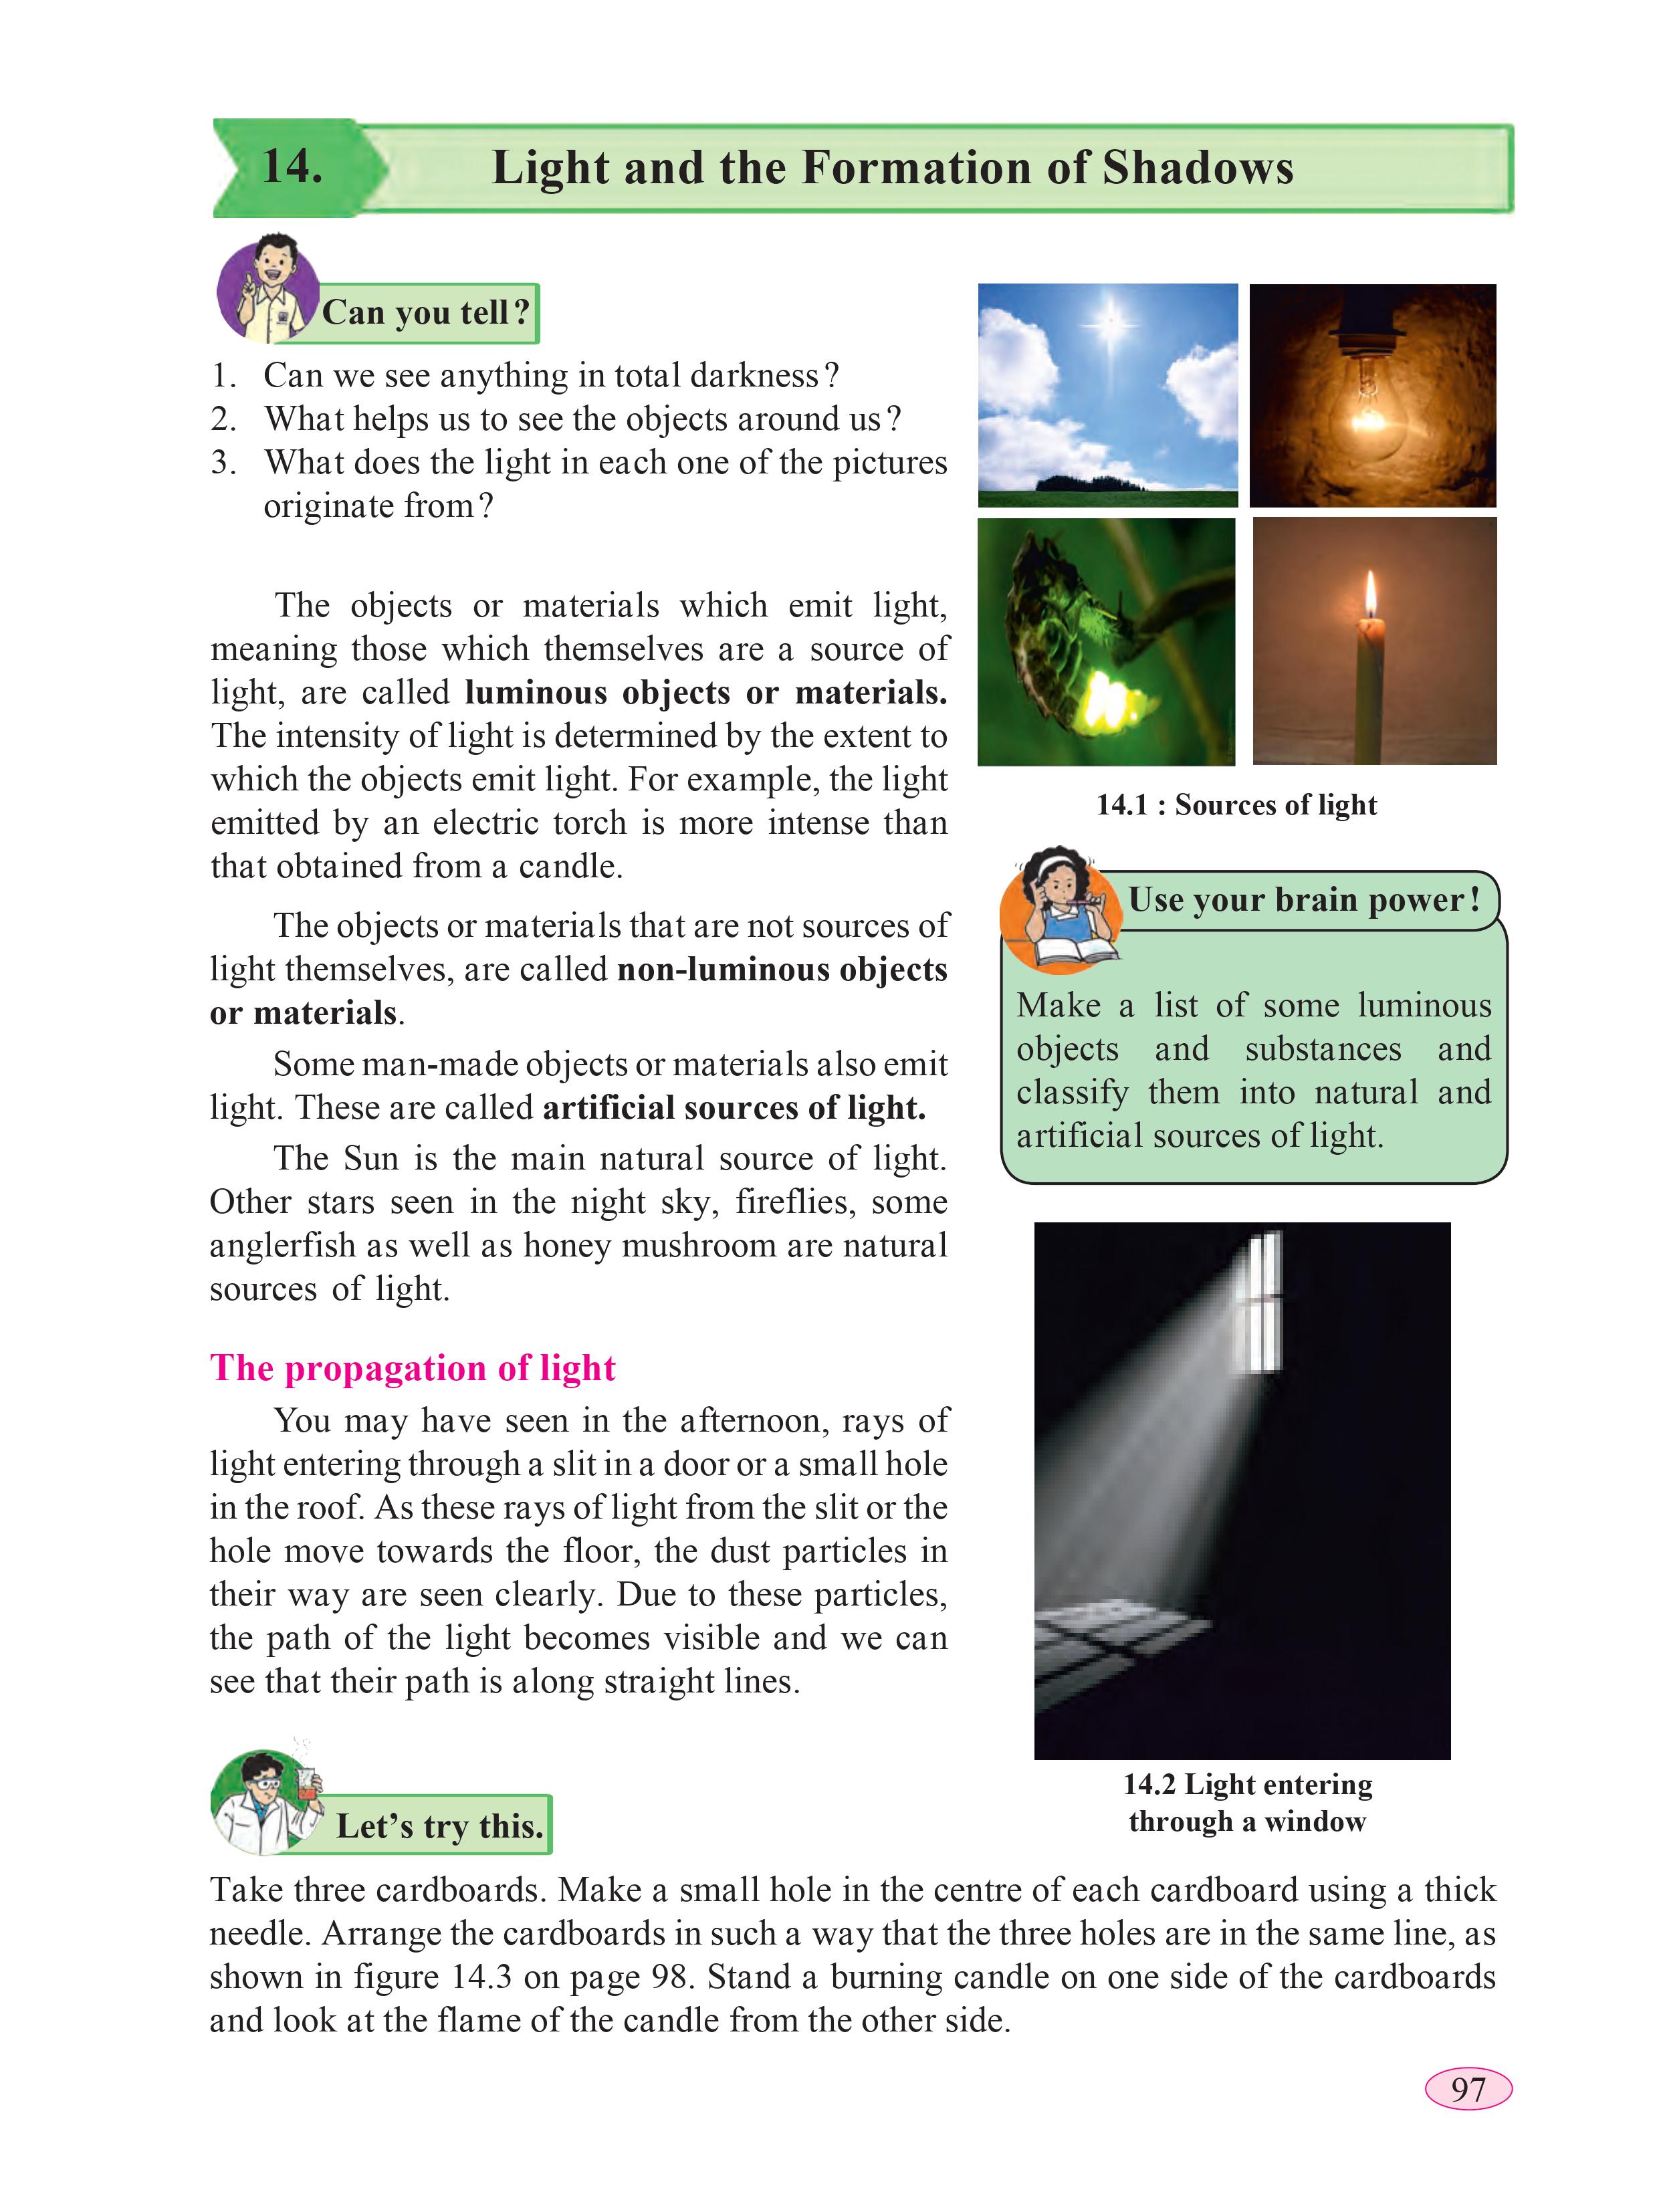 14.
Light and the Formation of Shadows
Can you tell?
1. Can we see anything in total darkness?
2. What helps us to see the objects around us?
3. What does the light in each one of the pictures
originate from?
The objects or materials which emit light,
meaning those which themselves are a source of
light, are called luminous objects or materials.
The intensity of light is determined by the extent to
which the objects emit light. For example, the light
emitted by an electric torch is more intense than
that obtained from a candle.
The objects or materials that are not sources of
light themselves, are called non-luminous objects
or materials.
Some man-made objects or materials also emit
light. These are called artificial sources of light.
The Sun is the main natural source of light.
Other stars seen in the night sky, fireflies, some
anglerfish as well as honey mushroom are natural
sources of light.
14.1 : Sources of light
Use your brain power!
Make a list of some luminous
objects and substances and
classify them into natural and
artificial sources of light.
The propagation of light
You may have seen in the afternoon, rays of
light entering through a slit in a door or a small hole
in the roof. As these rays of light from the slit or the
hole move towards the floor, the dust particles in
their way are seen clearly. Due to these particles,
the path of the light becomes visible and we can
see that their path is along straight lines.
14.2 Light entering
through a window
Let's try this.
Take three cardboards. Make a small hole in the centre of each cardboard using a thick
needle. Arrange the cardboards in such a way that the three holes are in the same line, as
shown in figure 14.3 on page 98. Stand a burning candle on one side of the cardboards
and look at the flame of the candle from the other side.
97